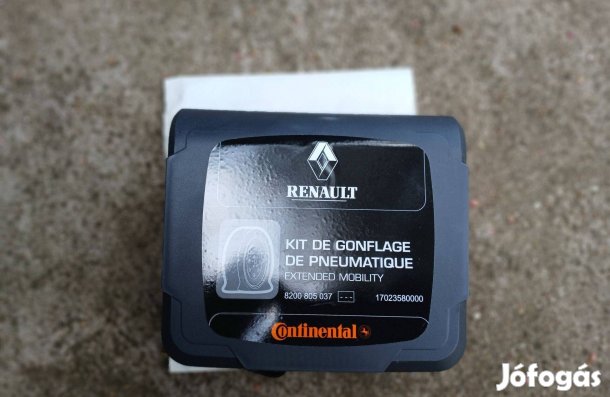 RENAULT
KIT DE GONFLAGE
DE PNEUMATIQUE
EXTENDED MOBILITY
8200 805 037 --- 17023580000
Continental
Jófogás